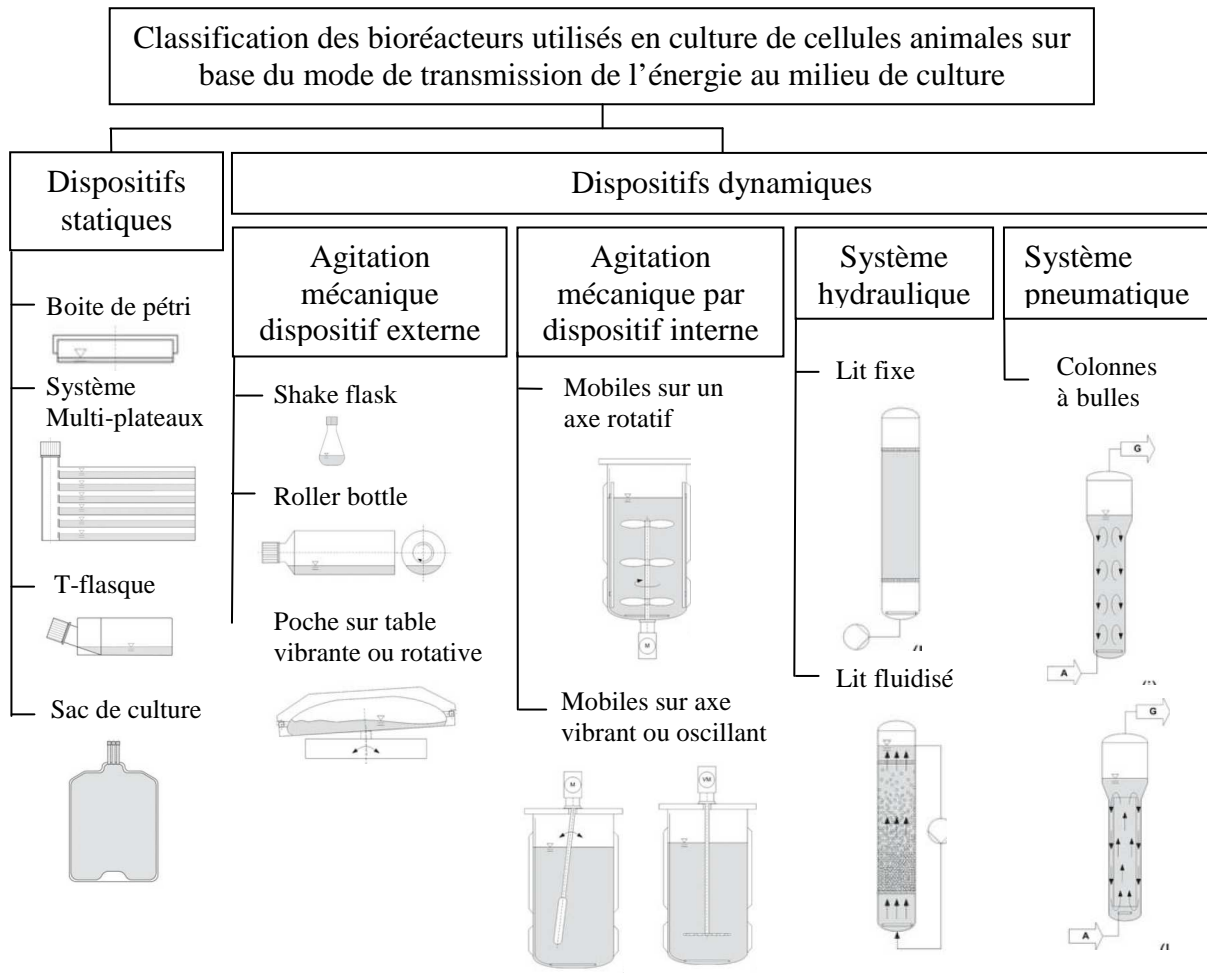 Classification des bioréacteurs utilisés en culture de cellules animales sur
base du mode de transmission de l'énergie au milieu de culture
Dispositifs
statiques
Dispositifs dynamiques
Boite de pétri
Système
Multi-plateaux
T-flasque
Sac de culture
Agitation
mécanique
dispositif externe
Shake flask
Roller bottle
Poche sur table
vibrante ou rotative
Agitation
mécanique par
dispositif interne
Mobiles sur un
axe rotatif
M
Mobiles sur axe
vibrant ou oscillant
M
VM
Système
hydraulique
Lit fixe
Lit fluidisé
Système
pneumatique
Colonnes
à bulles
G
A
G
A